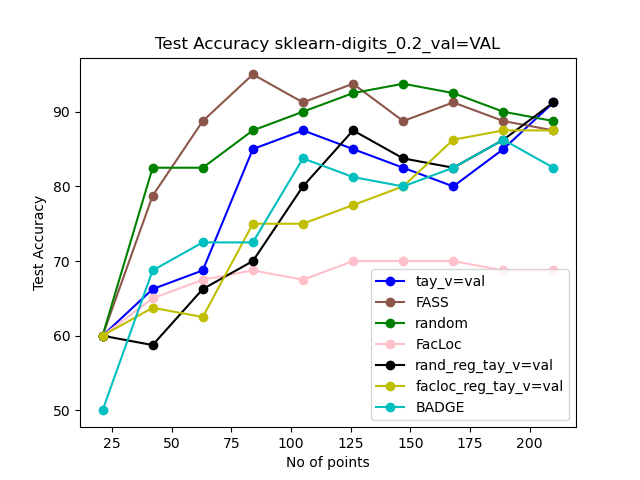 Test Accuracy sklearn-digits_0.2_val=VAL
Test Accuracy
90
80
70
60
50
25
50
75
100
125
150
175
200
No of points
tay_v=val
FASS
random
FacLoc
rand_reg_tay_v=val
facloc_reg_tay_v=val
BADGE